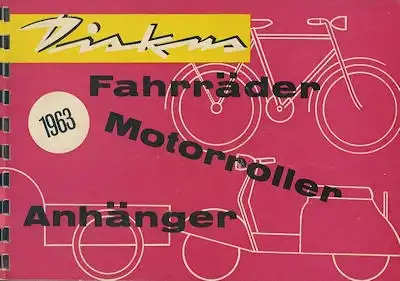 Diskus
Fahrräder
1963
Motorroller
Anhänger